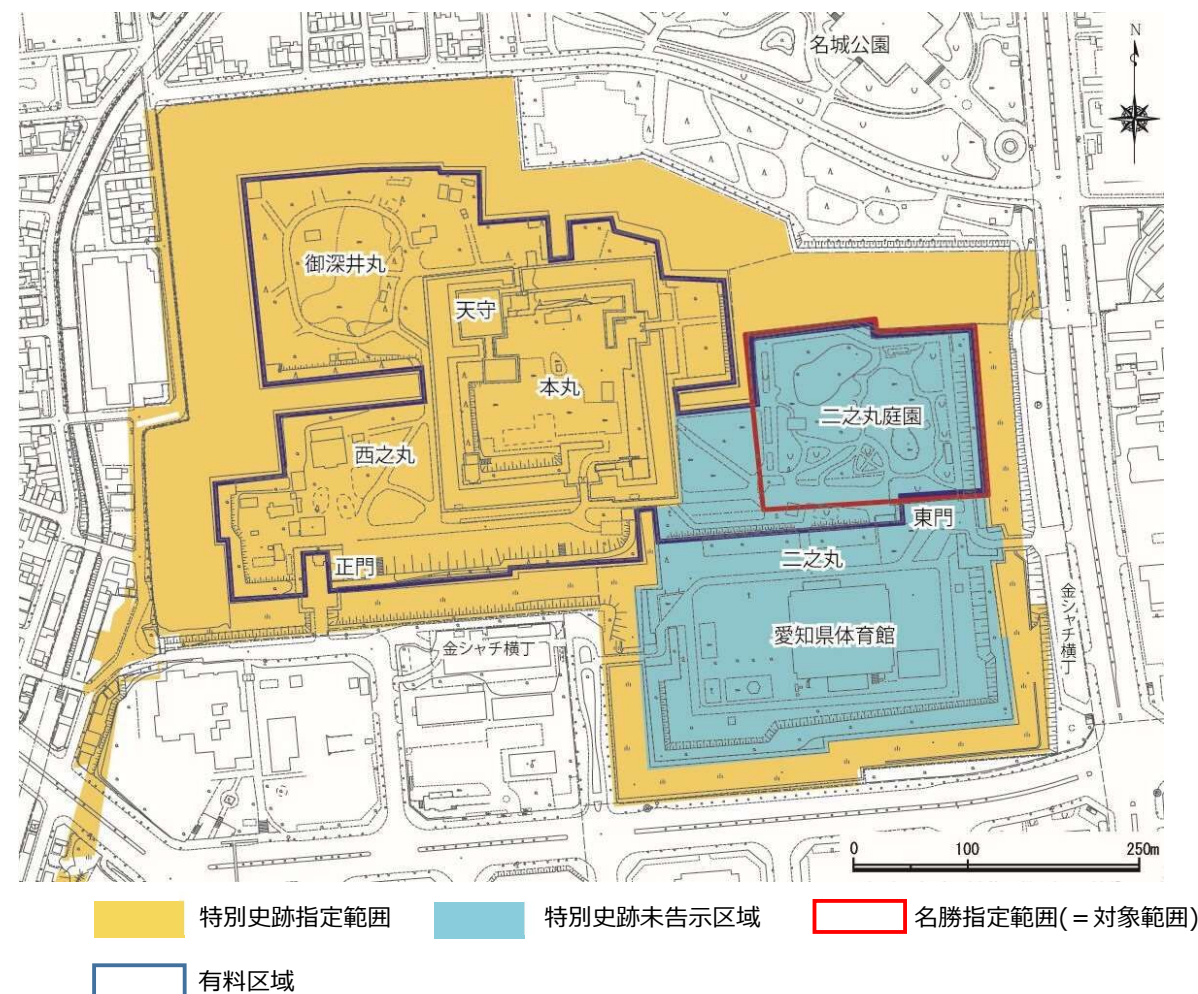 名城公園
N
御深井丸
天守
本丸
二之丸庭園
西之丸
東門
正門
二之丸
金シャチ横丁
愛知県体育館
金シャチ横丁
0 100 250m
特別史跡指定範囲 特別史跡未告示区域 名勝指定範囲(=対象範囲)
有料区域